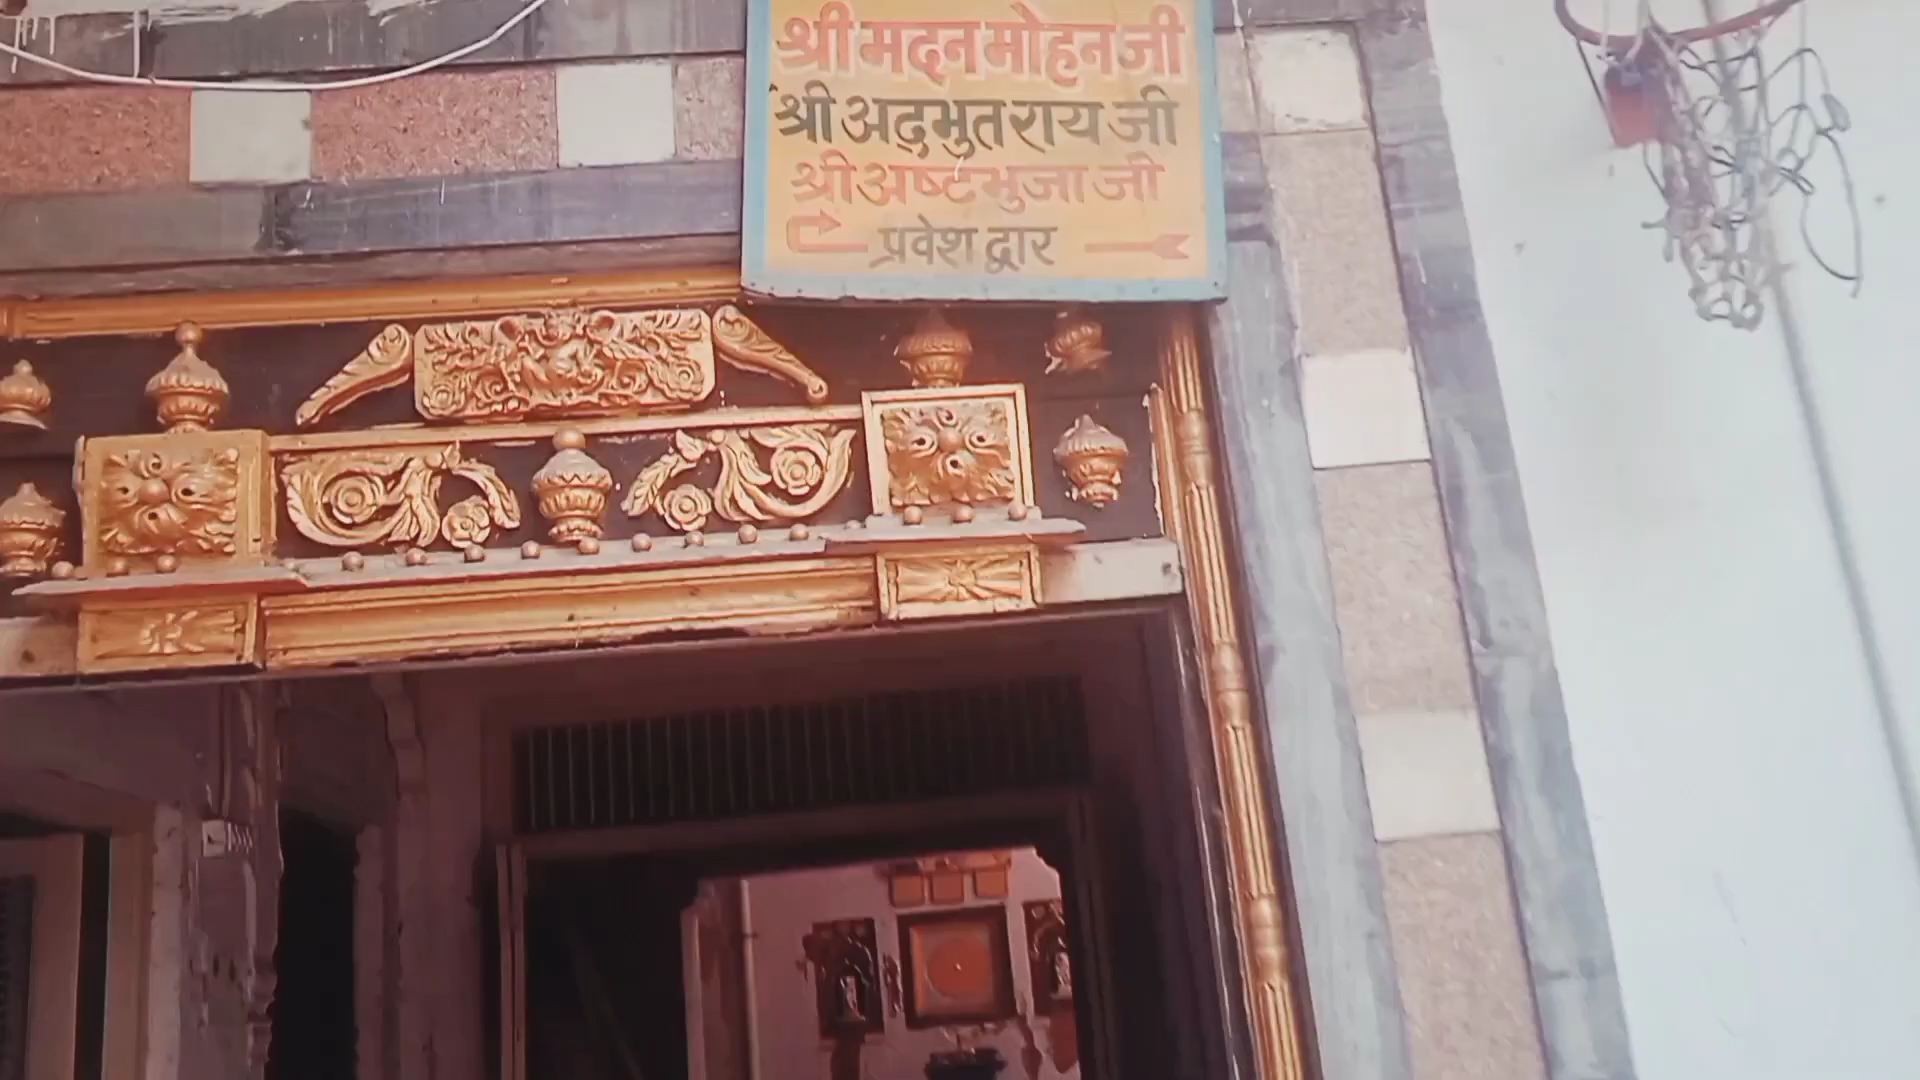 श्री मदन मोहन जी
श्री अद्भुत राय जी
श्री अष्टभुजा जी
प्रवेश द्वार